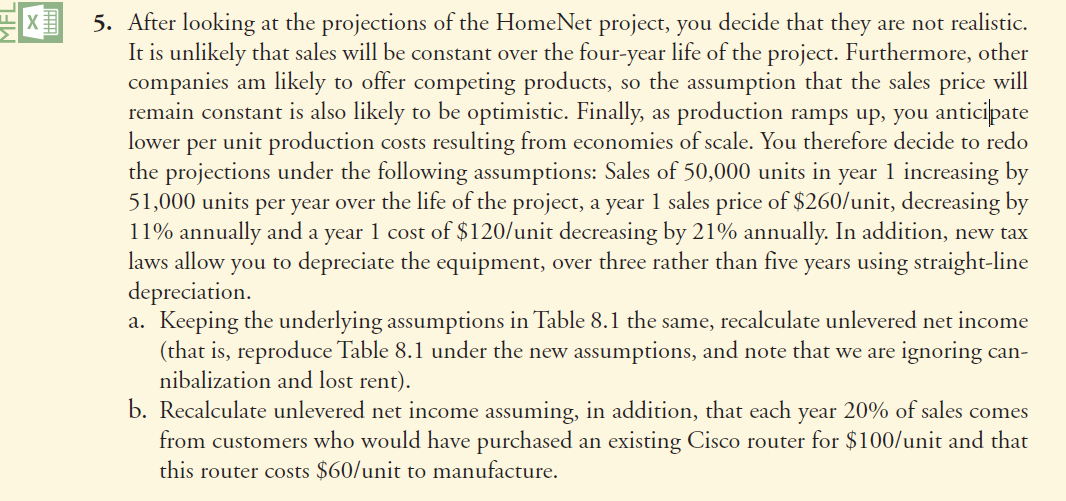 MFL
X
5. After looking at the projections of the HomeNet project, you decide that they are not realistic.
It is unlikely that sales will be constant over the four-year life of the project. Furthermore, other
companies am likely to offer competing products, so the assumption that the sales price will
remain constant is also likely to be optimistic. Finally, as production ramps up, you anticipate
lower per unit production costs resulting from economies of scale. You therefore decide to redo
the projections under the following assumptions: Sales of 50,000 units in year 1 increasing by
51,000 units per year over the life of the project, a year 1 sales price of $260/unit, decreasing by
11% annually and a year 1 cost of $120/unit decreasing by 21% annually. In addition, new tax
laws allow you to depreciate the equipment, over three rather than five years using straight-line
depreciation.
a. Keeping the underlying assumptions in Table 8.1 the same, recalculate unlevered net income
(that is, reproduce Table 8.1 under the new assumptions, and note that we are ignoring can-
nibalization and lost rent).
b. Recalculate unlevered net income assuming, in addition, that each year 20% of sales comes
from customers who would have purchased an existing Cisco router for $100/unit and that
this router costs $60/unit to manufacture.